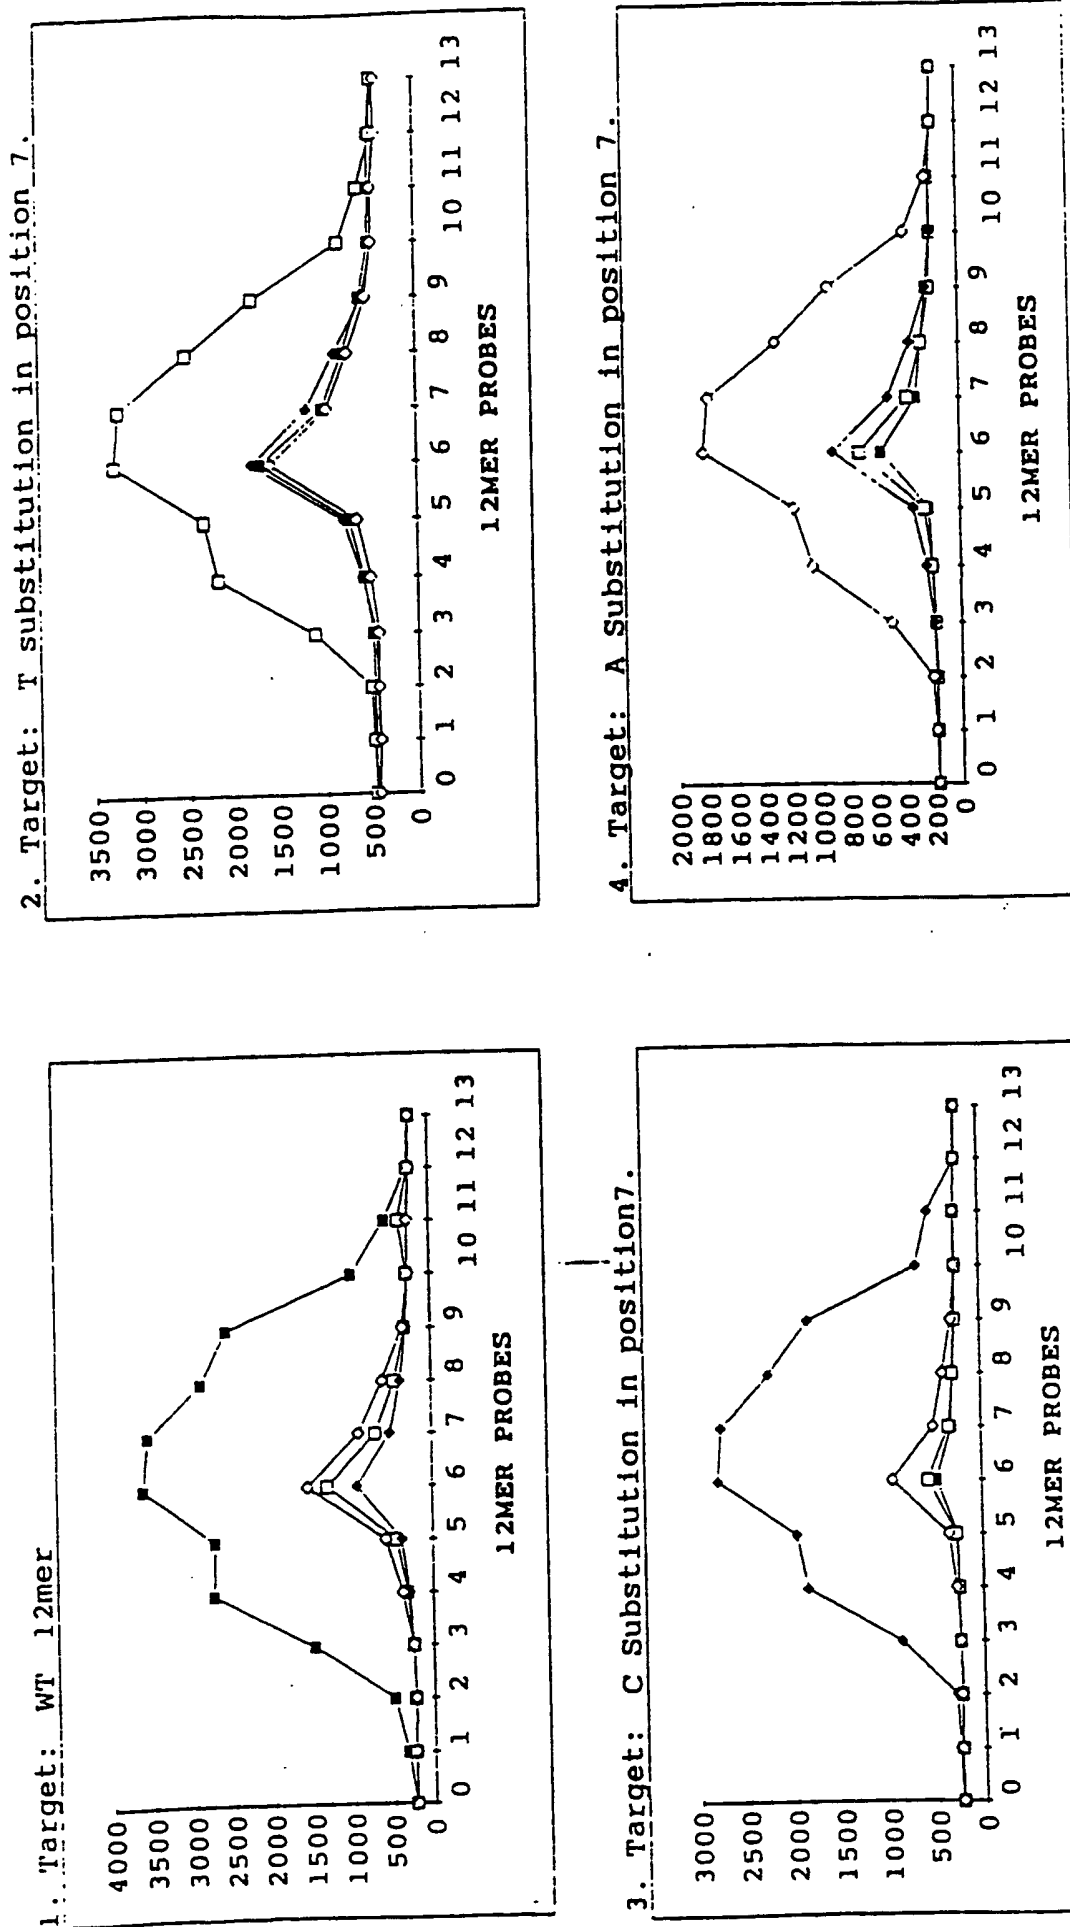 1. Target: WT 12mer
4000
3500
3000
2500
2000
1500
1000
500
0
0 1 2 3 4 5 6 7 8 9 10 11 12 13
12MER PROBES
2. Target: T substitution in position 7.
3500
3000
2500
2000
1500
1000
500
0
0 1 2 3 4 5 6 7 8 9 10 11 12 13
12MER PROBES
3. Target: C Substitution in position7.
3000
2500
2000
1500
1000
500
0
0 1 2 3 4 5 6 7 8 9 10 11 12 13
12MER PROBES
4. Target: A Substitution in position 7.
2000
1800
1600
1400
1200
1000
800
600
400
200
0
0 1 2 3 4 5 6 7 8 9 10 11 12 13
12MER PROBES